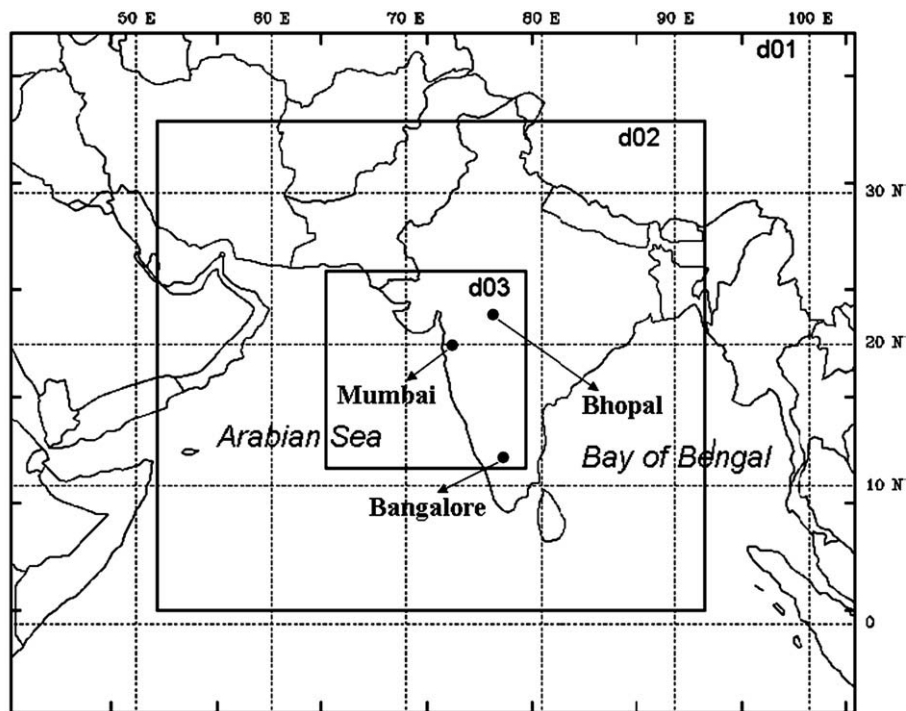 50 E 60 E 70 E 80 E 90 E 100 E
d01
d02
30 N
d03
20 N
Mumbai
Bhopal
Arabian Sea
Bay of Bengal
10 N
Bangalore
0